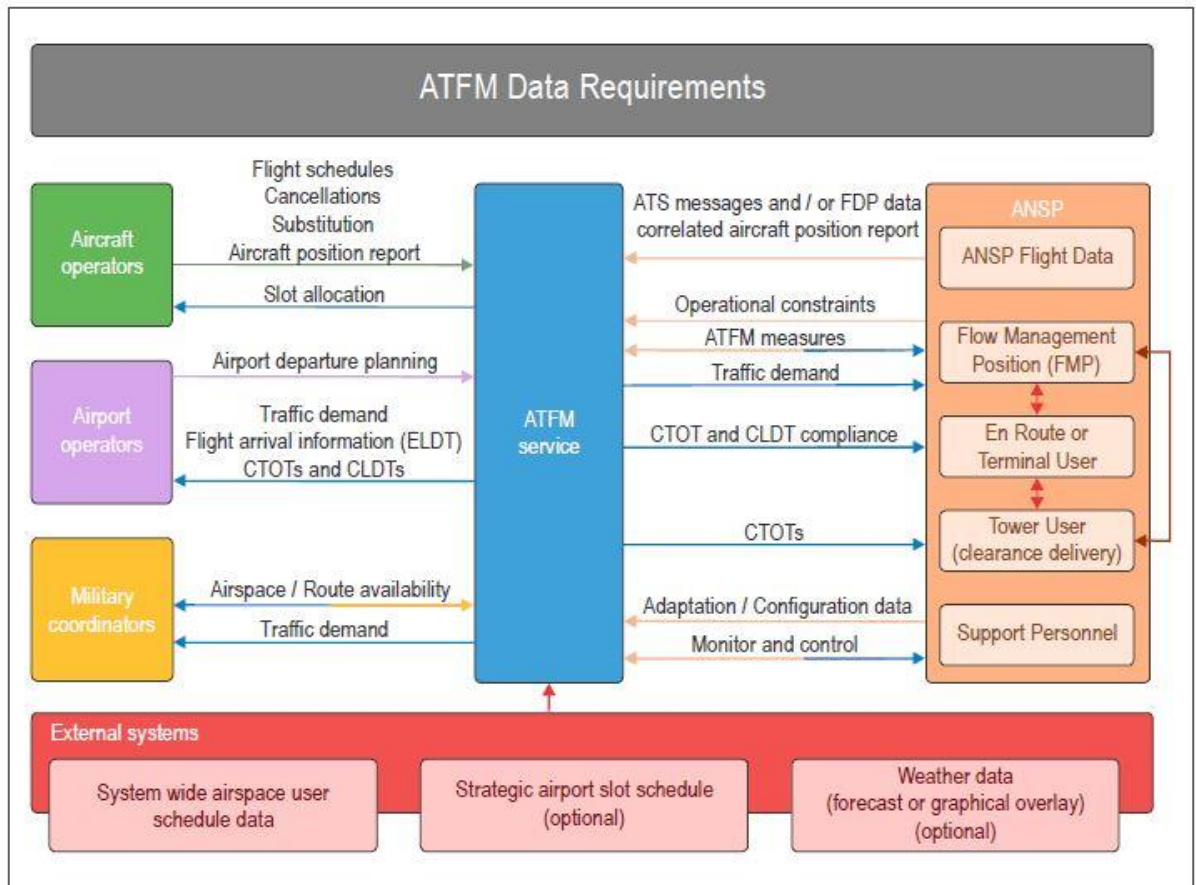 ATFM Data Requirements
Aircraft
operators
Flight schedules
Cancellations
Substitution
Aircraft position report
Slot allocation
Airport
operators
Airport departure planning
Traffic demand
Flight arrival information (ELDT)
CTOTs and CLDTs
Military
coordinators
Airspace / Route availability
Traffic demand
ATFM
service
ATS messages and / or FDP data
correlated aircraft position report
Operational constraints
ATFM measures
Traffic demand
CTOT and CLDT compliance
CTOTs
Adaptation / Configuration data
Monitor and control
ANSP
ANSP Flight Data
Flow Management
Position (FMP)
En Route or
Terminal User
Tower User
(clearance delivery)
Support Personnel
External systems
System wide airspace user
schedule data
Strategic airport slot schedule
(optional)
Weather data
(forecast or graphical overlay)
(optional)